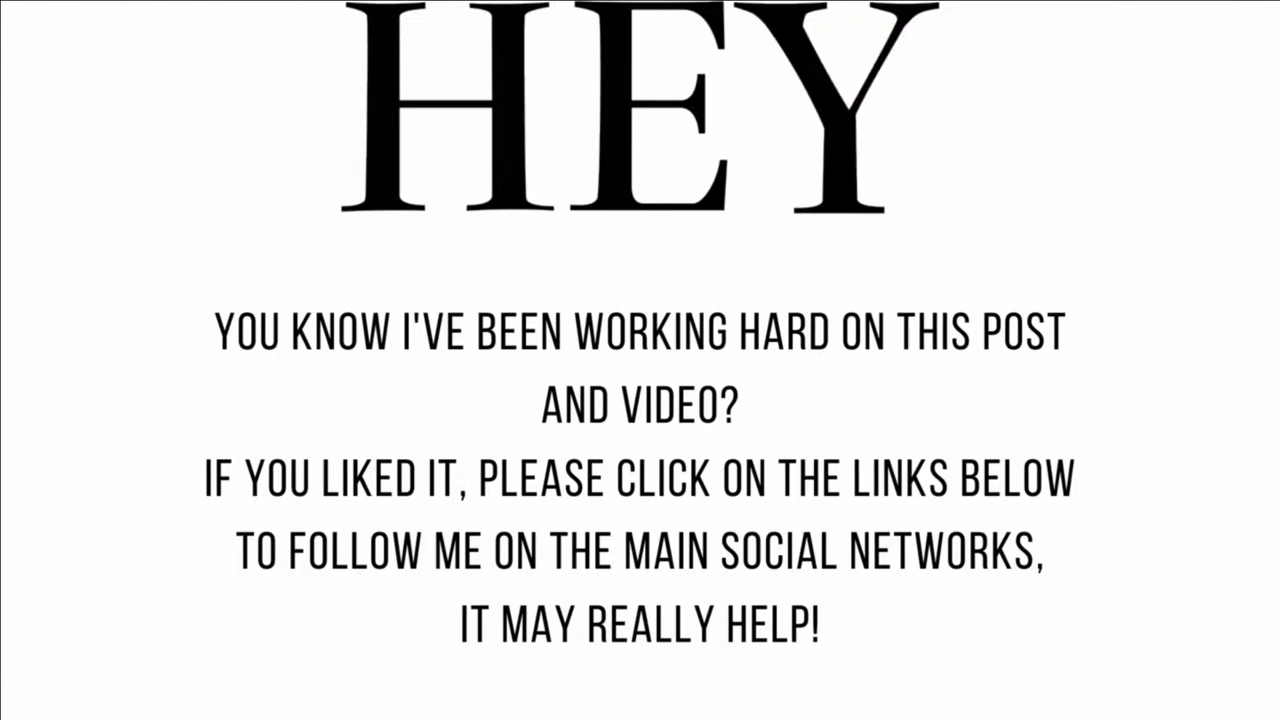 HEY
YOU KNOW I'VE BEEN WORKING HARD ON THIS POST
AND VIDEO?
IF YOU LIKED IT, PLEASE CLICK ON THE LINKS BELOW
TO FOLLOW ME ON THE MAIN SOCIAL NETWORKS,
IT MAY REALLY HELP!